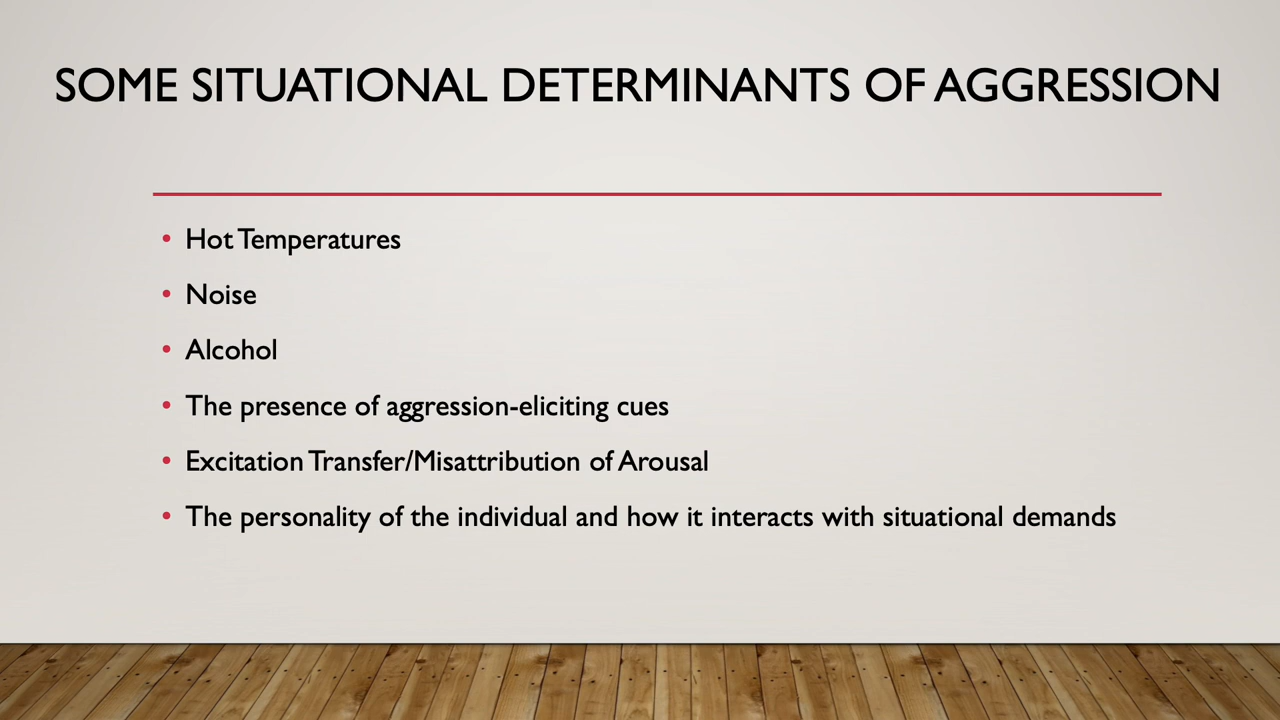 SOME SITUATIONAL DETERMINANTS OF AGGRESSION
• Hot Temperatures
• Noise
• Alcohol
• The presence of aggression-eliciting cues
• Excitation Transfer/Misattribution of Arousal
• The personality of the individual and how it interacts with situational demands